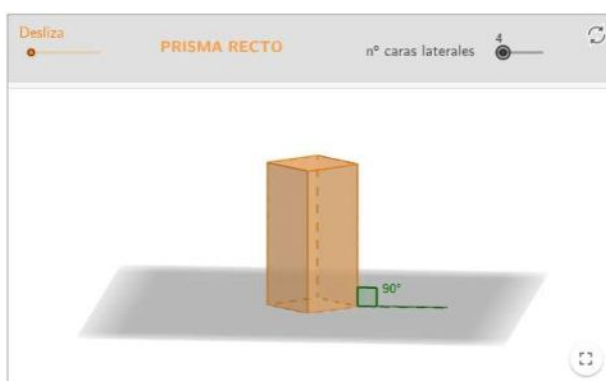 Desliza
PRISMA RECTO
nº caras laterales
4
90°